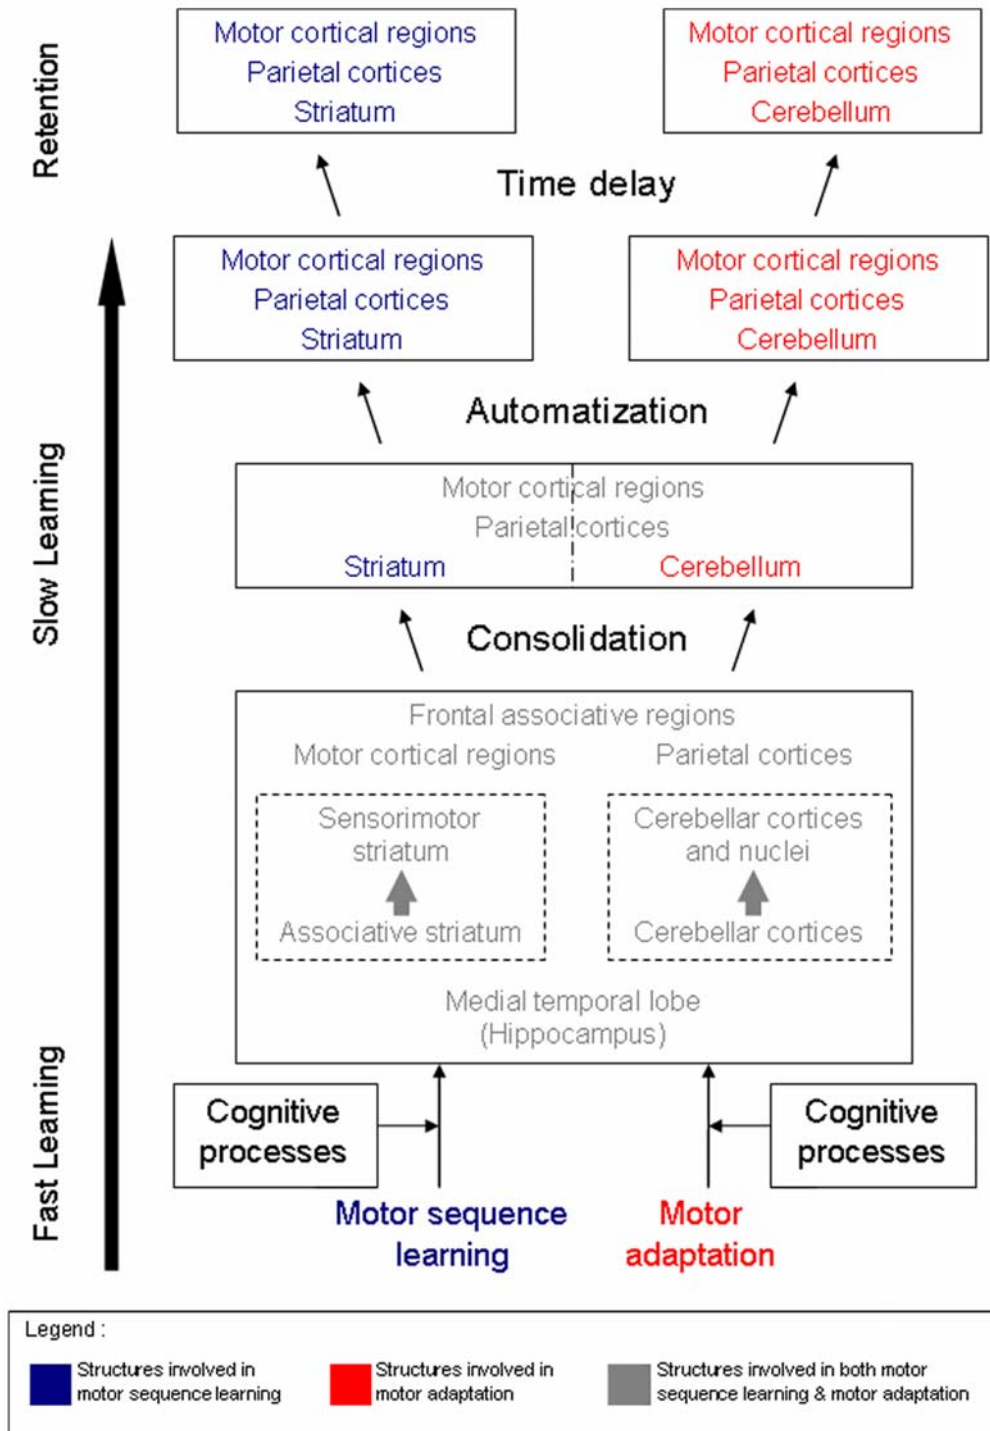 Retention
Motor cortical regions
Parietal cortices
Striatum
Motor cortical regions
Parietal cortices
Cerebellum
Time delay
Motor cortical regions
Parietal cortices
Striatum
Motor cortical regions
Parietal cortices
Cerebellum
Automatization
Slow Learning
Motor cortical regions
Parietal cortices
Striatum
Cerebellum
Consolidation
Frontal associative regions
Motor cortical regions
Parietal cortices
Sensorimotor
striatum
Associative striatum
Cerebellar cortices
and nuclei
Cerebellar cortices
Medial temporal lobe
(Hippocampus)
Fast Learning
Cognitive
processes
Cognitive
processes
Motor sequence
learning
Motor
adaptation
Legend :
Structures involved in
motor sequence learning
Structures involved in
motor adaptation
Structures involved in both motor
sequence learning & motor adaptation